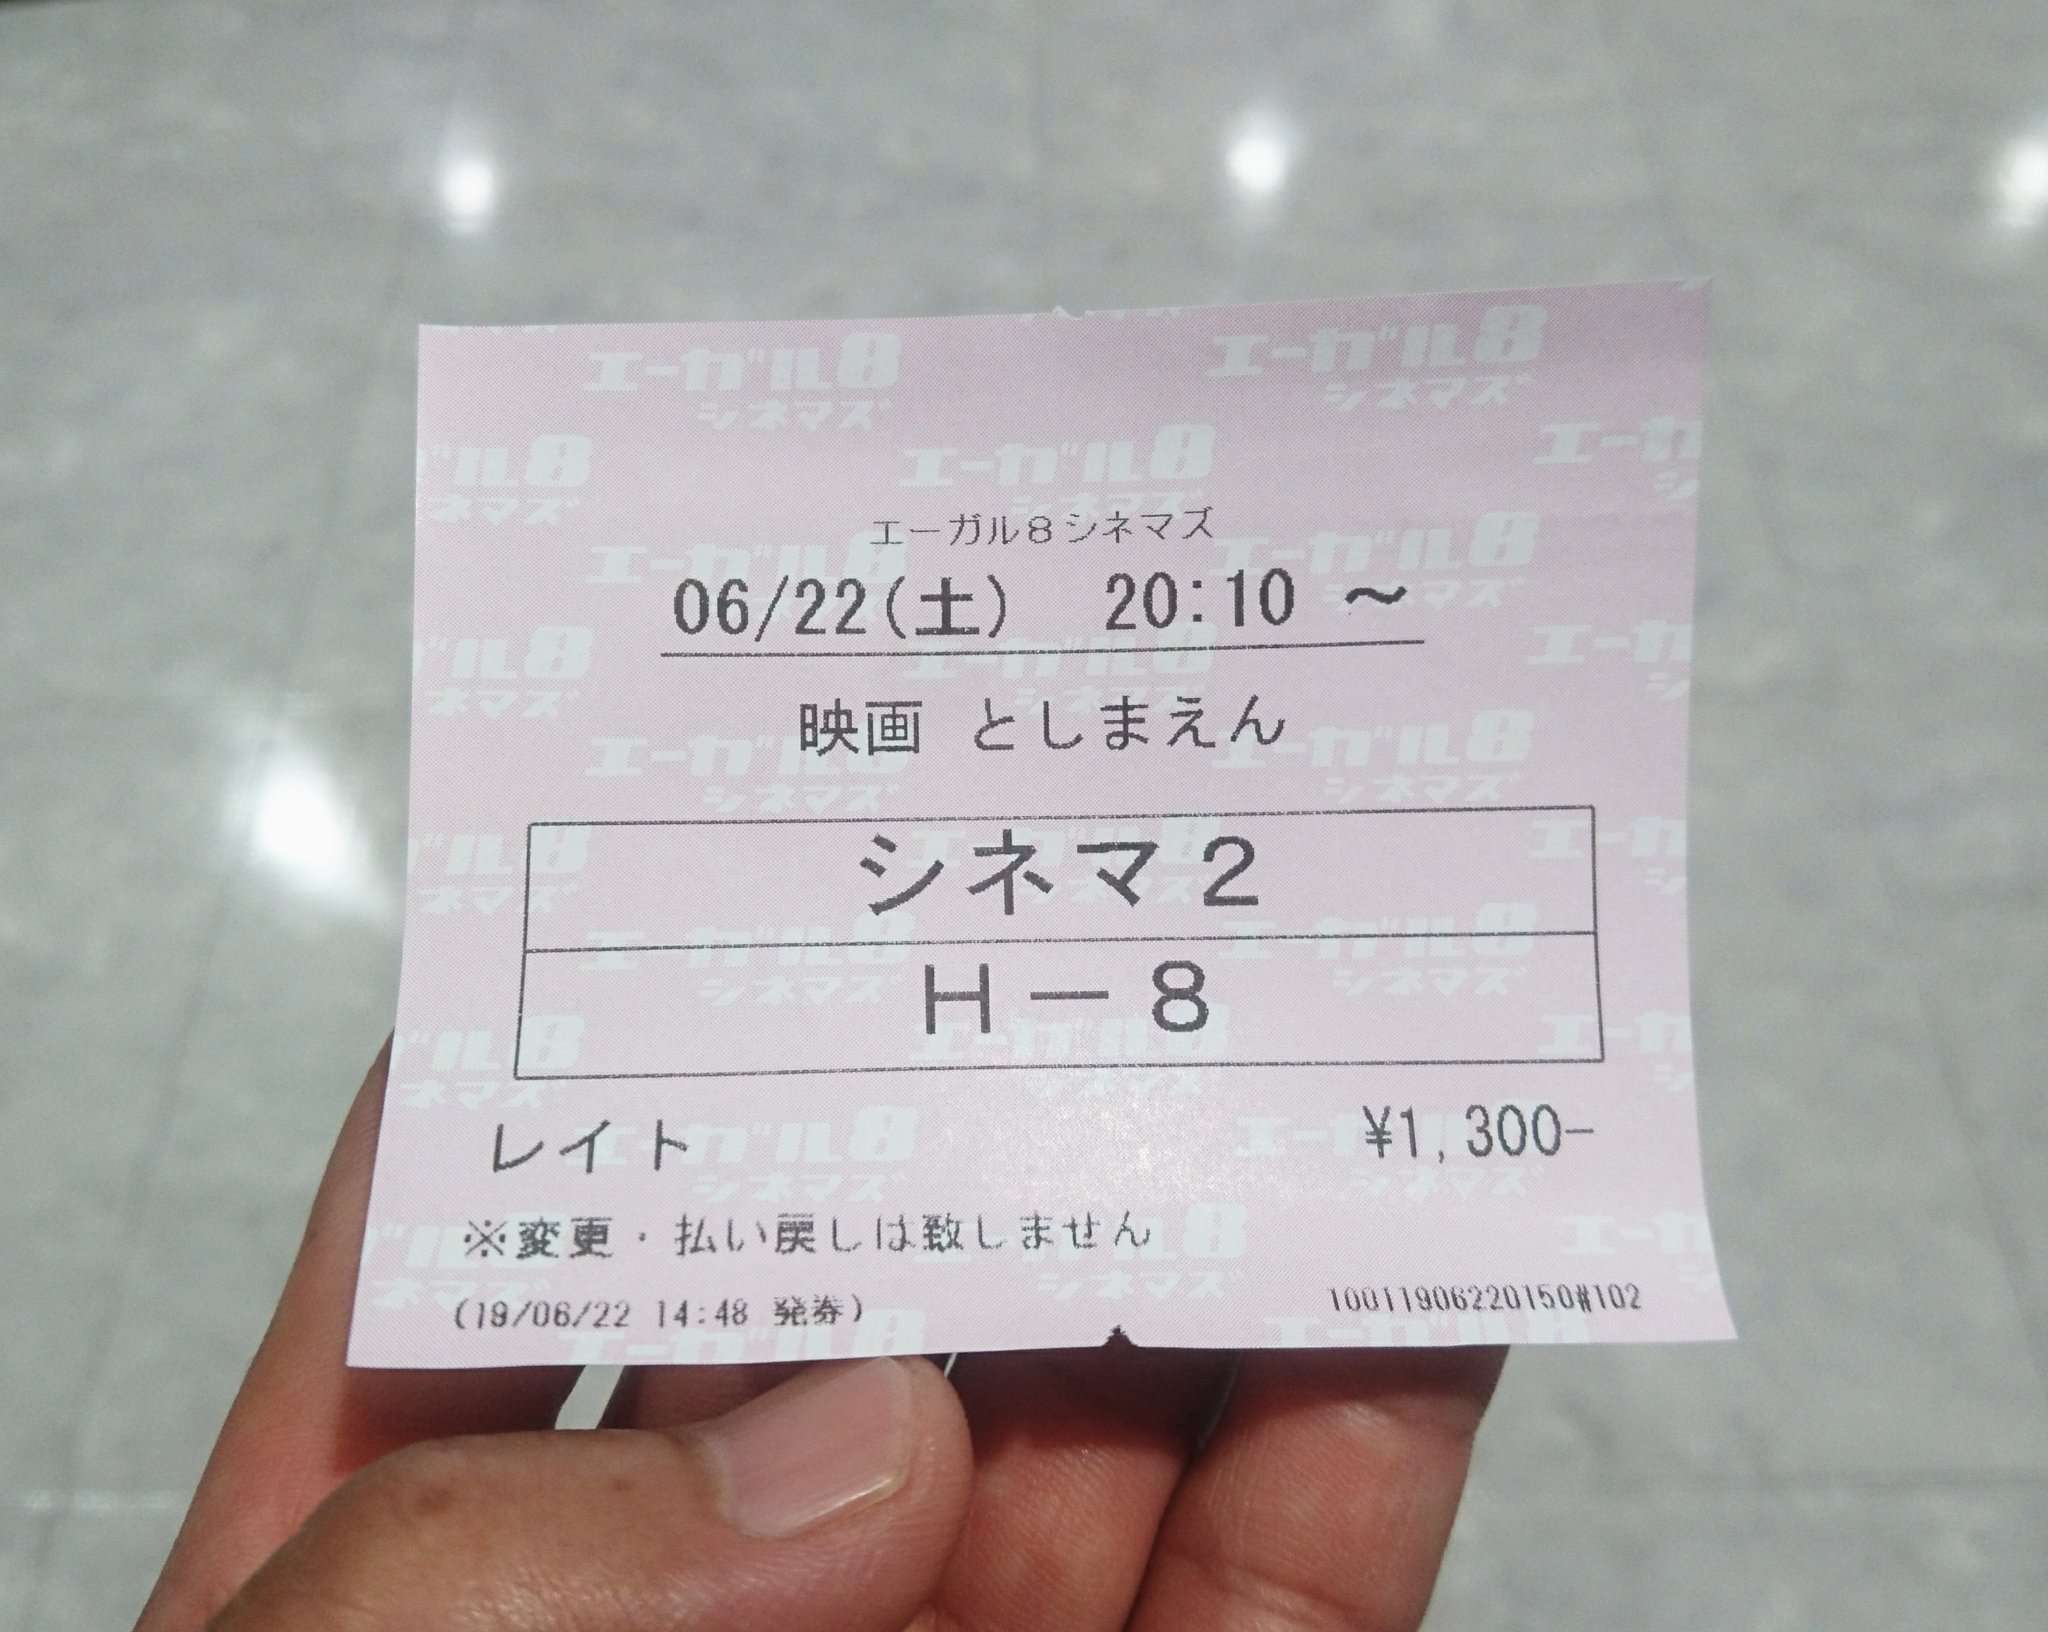 エーガル8シネマズ
06/22(土) 20:10 ～
映画 としまえん
シネマ2
H－8
レイト ¥1,300-
※変更・払い戻しは致しません
(19/06/22 14:48 発券) 10011906220150#102